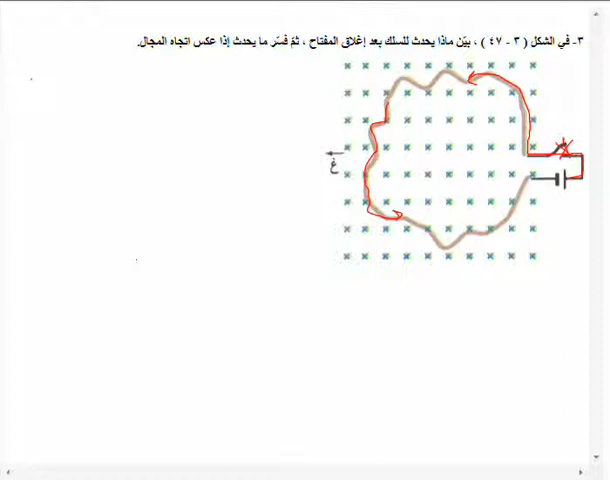 ٣- في الشكل ( ٣ - ٤٧ ) ، بيّن ماذا يحدث للسلك بعد إغلاق المفتاح ، ثمّ فسّر ما يحدث إذا عكس اتجاه المجال.
غ